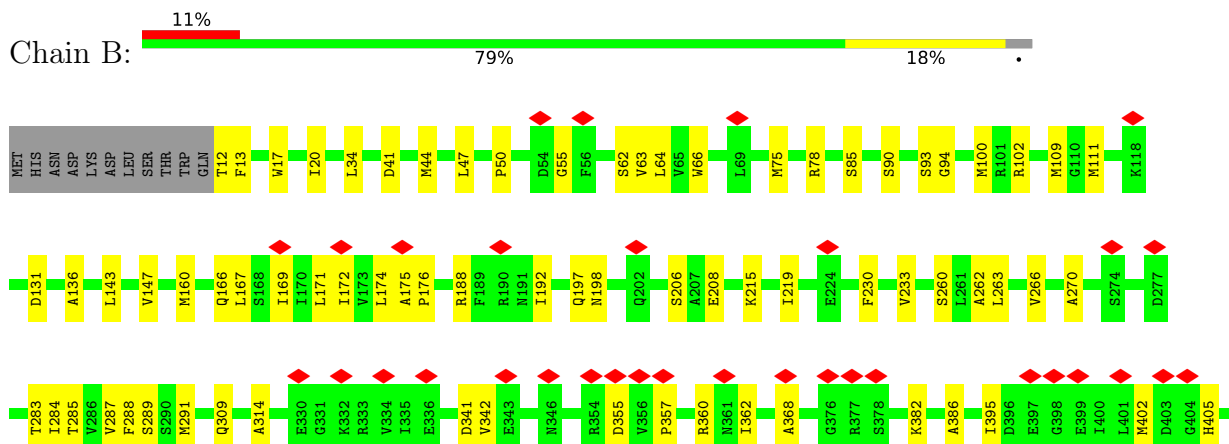 11%
Chain B:
79% 18% •
MET HIS ASN ASP LYS ASP LEU SER THR TRP GLN T12 F13 W17 I20 L34 D41 M44 L47 P50 D54 G55 F56 S62 V63 L64 V65 W66 L69 M75 R78 S85 S90 S93 G94 M100 R101 R102 M109 G110 M111 K118
D131 A136 L143 V147 M160 Q166 L167 S168 I169 I170 L171 I172 V173 L174 A175 P176 R188 F189 R190 N191 I192 Q197 N198 Q202 S206 A207 E208 K215 I219 E224 F230 V233 S260 L261 A262 L263 V266 A270 S274 D277
T283 I284 T285 V286 V287 F288 S289 S290 M291 Q309 A314 E330 G331 K332 R333 V334 I335 E336 D341 V342 E343 N346 R354 D355 V356 P357 R360 N361 I362 A368 G376 R377 S378 K382 A386 I395 D396 E397 G398 E399 I400 L401 M402 D403 G404 H405